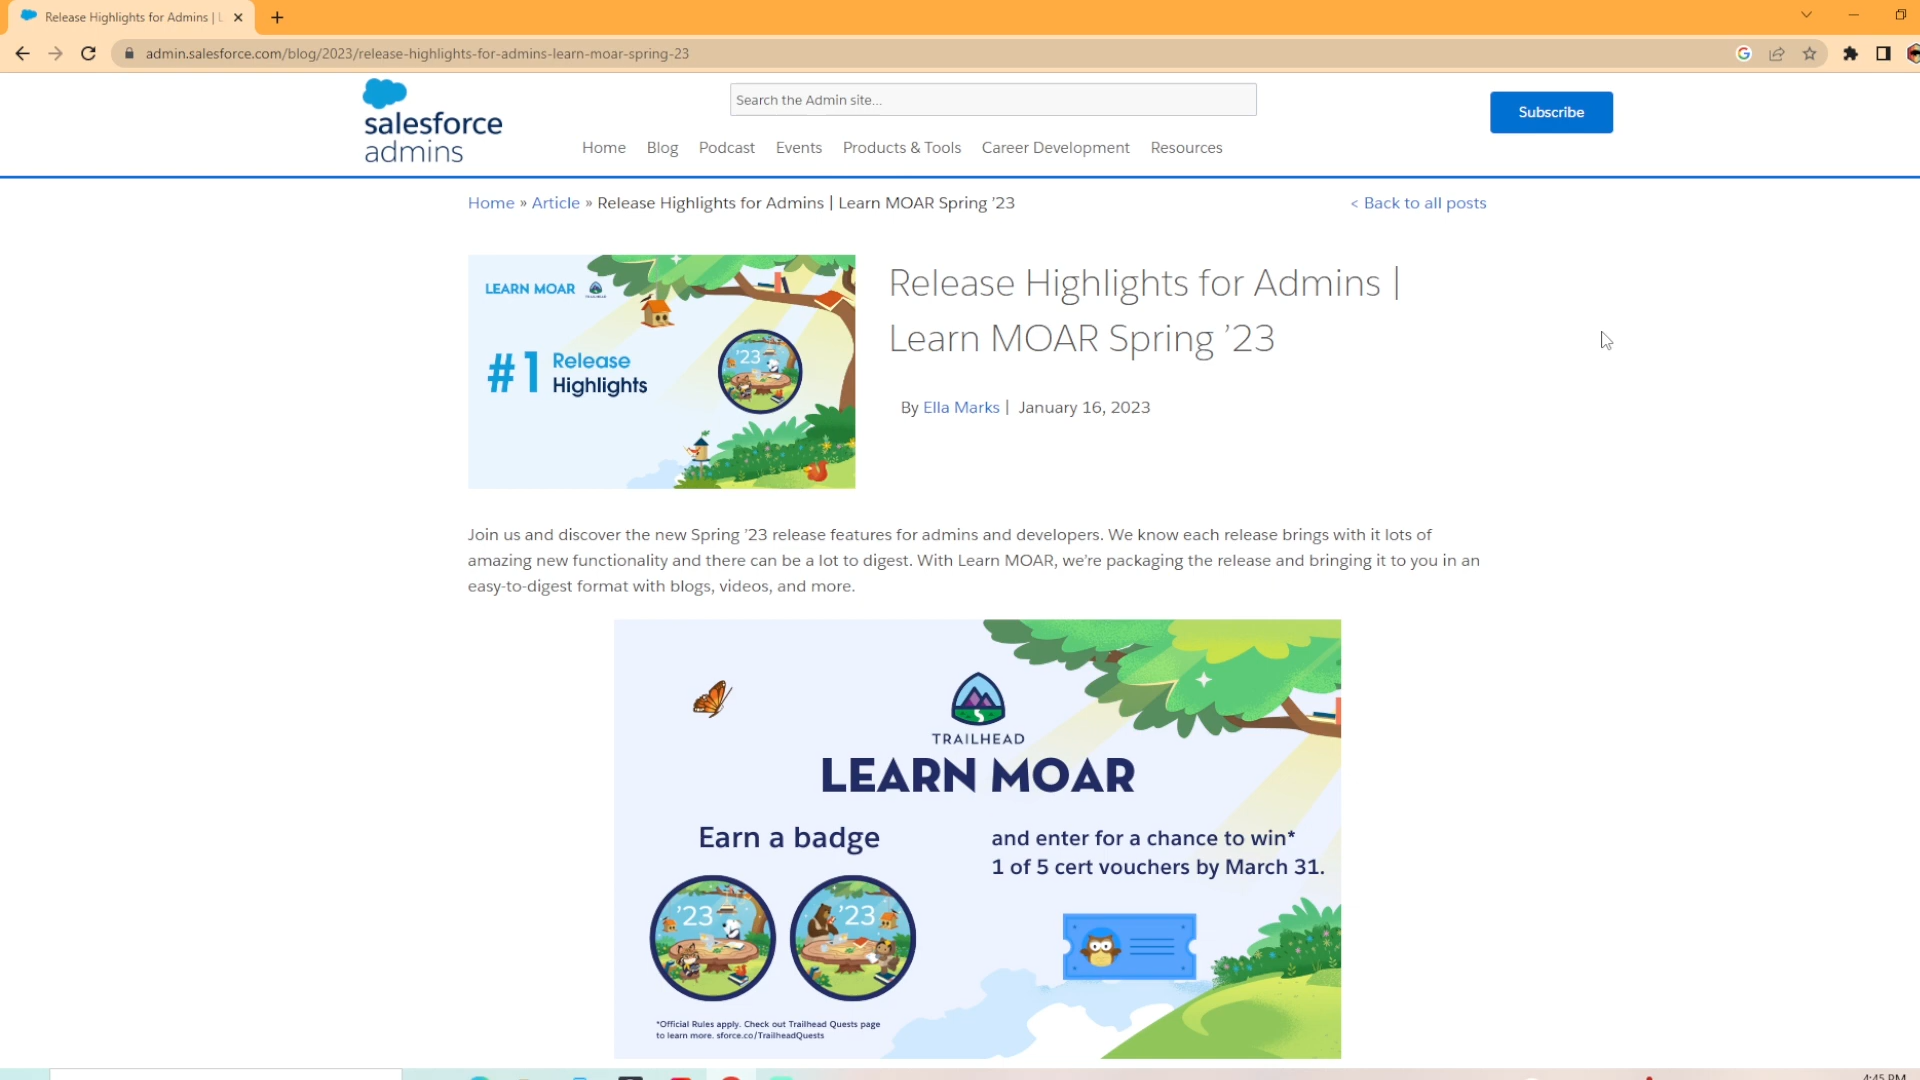 Release Highlights for Admins |
admin.salesforce.com/blog/2023/release-highlights-for-admins-learn-moar-spring-23
salesforce
admins
Search the Admin site...
Subscribe
Home Blog Podcast Events Products & Tools Career Development Resources
Home » Article » Release Highlights for Admins | Learn MOAR Spring ’23
< Back to all posts
LEARN MOAR
#1 Release
Highlights
’23
Release Highlights for Admins |
Learn MOAR Spring ’23
By Ella Marks | January 16, 2023
Join us and discover the new Spring ’23 release features for admins and developers. We know each release brings with it lots of
amazing new functionality and there can be a lot to digest. With Learn MOAR, we’re packaging the release and bringing it to you in an
easy-to-digest format with blogs, videos, and more.
TRAILHEAD
LEARN MOAR
Earn a badge
and enter for a chance to win*
1 of 5 cert vouchers by March 31.
’23
’23
*Official Rules apply. Check out Trailhead Quests page
to learn more. sforce.co/TrailheadQuests
4:45 PM